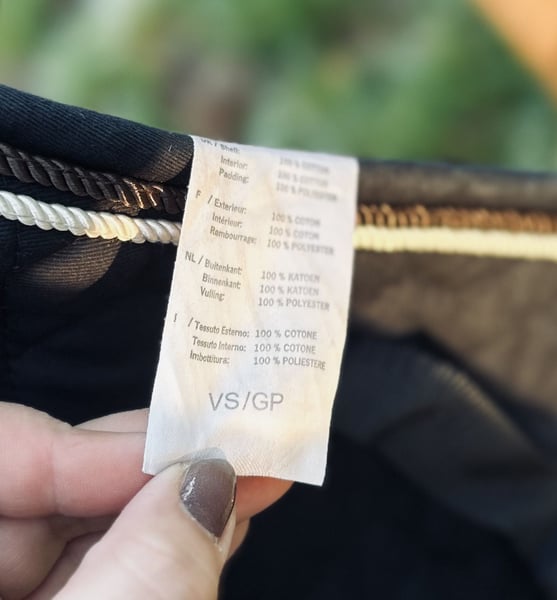 / Shell: 100 % COTTON
Interior: 100 % COTTON
Padding: 100 % POLYESTER
F / Exterieur: 100 % COTON
Intérieur: 100 % COTON
Rembourrage: 100 % POLYESTER
NL / Buitenkant: 100 % KATOEN
Binnenkant: 100 % KATOEN
Vulling: 100 % POLYESTER
I / Tessuto Esterno: 100 % COTONE
Tessuto Interno: 100 % COTONE
Imbottitura: 100 % POLIESTERE
VS/GP